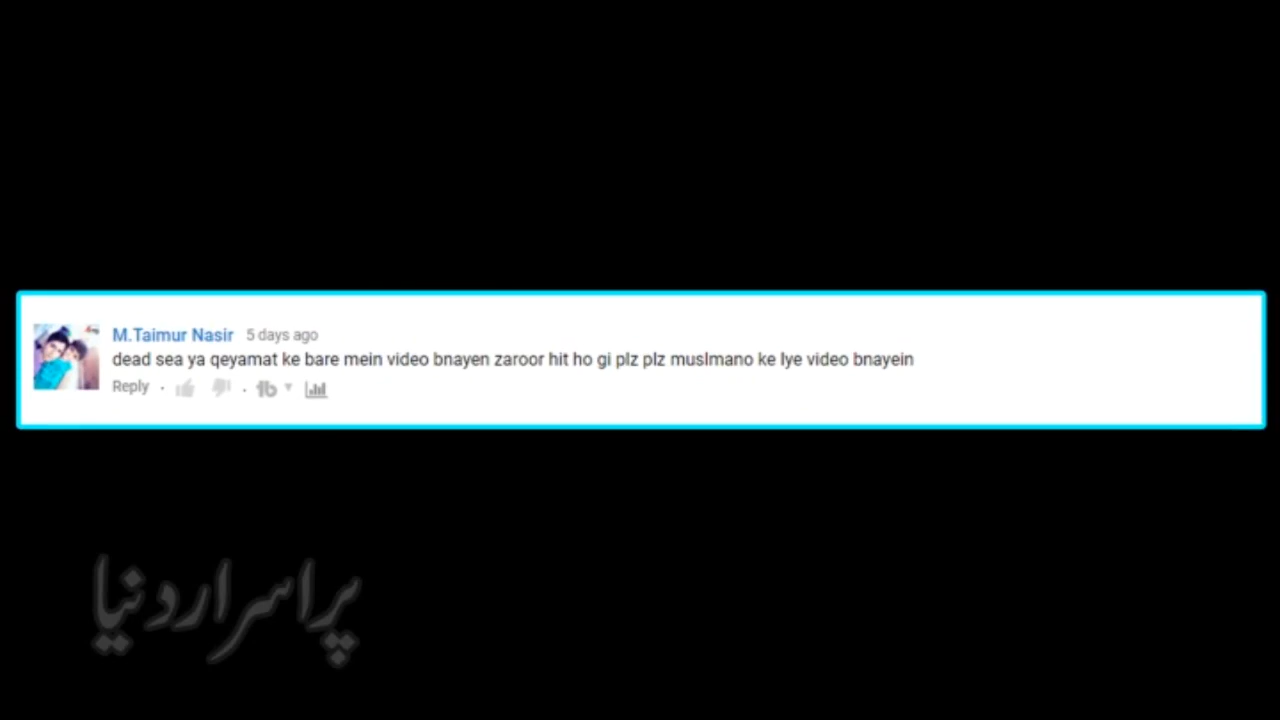 M.Taimur Nasir 5 days ago
dead sea ya qeyamat ke bare mein video bnayen zaroor hit ho gi plz plz muslmano ke lye video bnayein
Reply
پراسرار دنیا